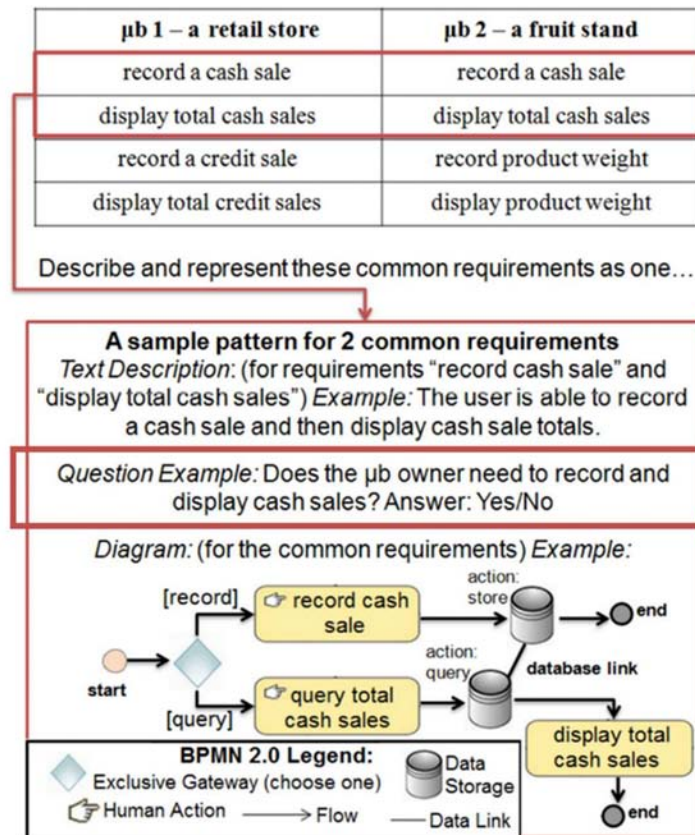 μb 1 – a retail store
μb 2 – a fruit stand
record a cash sale
record a cash sale
display total cash sales
display total cash sales
record a credit sale
record product weight
display total credit sales
display product weight
Describe and represent these common requirements as one…
A sample pattern for 2 common requirements
Text Description: (for requirements “record cash sale” and
“display total cash sales”) Example: The user is able to record
a cash sale and then display cash sale totals.
Question Example: Does the μb owner need to record and
display cash sales? Answer: Yes/No
Diagram: (for the common requirements) Example:
[record]
record cash
sale
action:
store
end
start
[query]
query total
cash sales
action:
query
database link
display total
cash sales
end
BPMN 2.0 Legend:
Exclusive Gateway (choose one)
Data
Storage
Human Action
Flow
Data Link